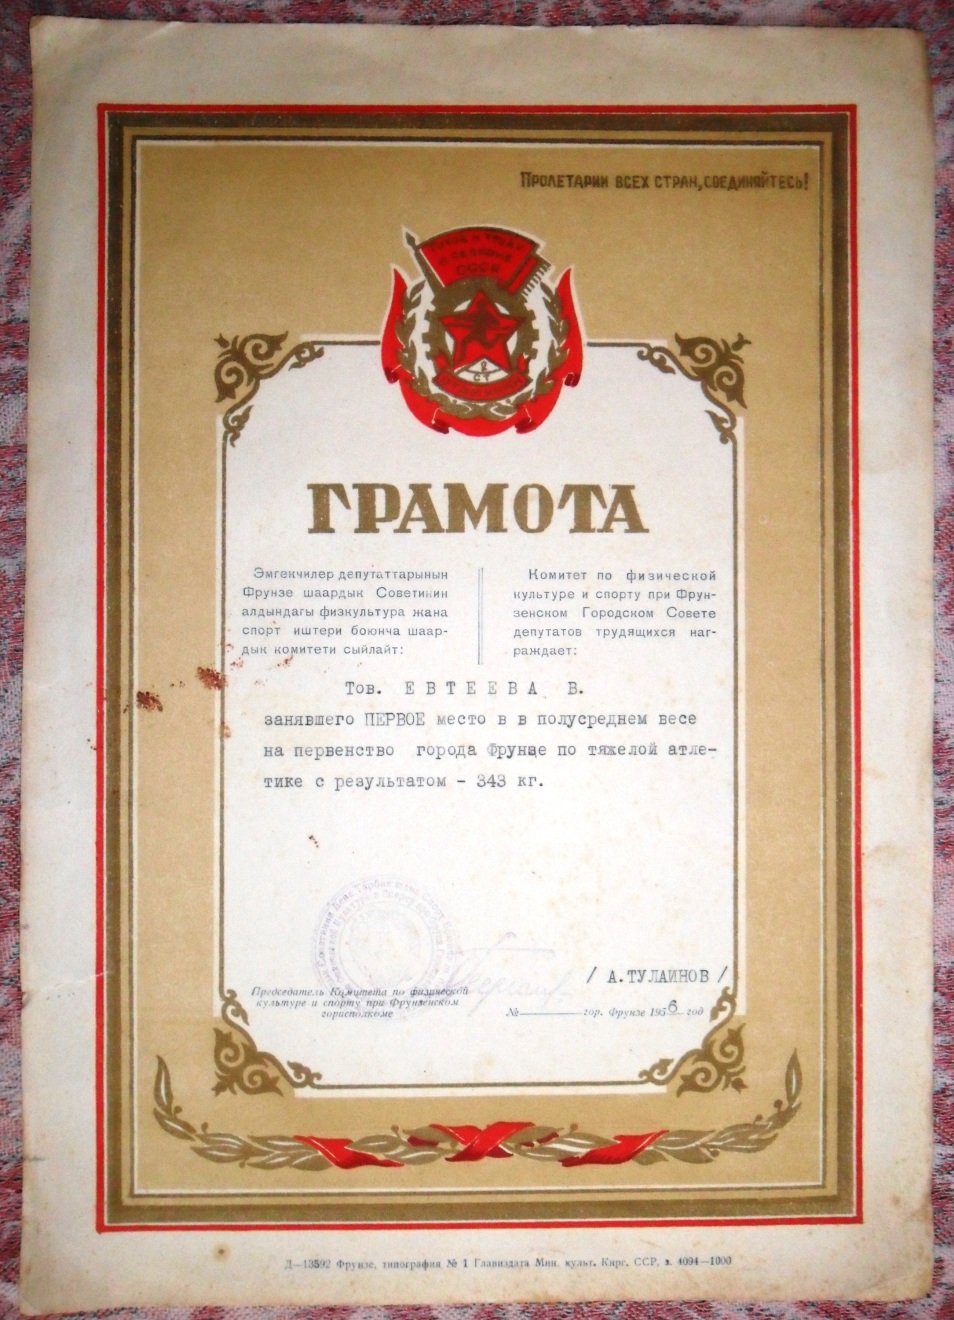 Пролетарии всех стран, соединяйтесь!
СССР
2
СТ
ГРАМОТА
Эмгекчилер депутаттарынын
Фрунзе шаардык Советинин
алдындагы физкультура жана
спорт иштери боюнча шаар-
дык комитети сыйлайт:
Комитет по физической
культуре и спорту при Фрун-
зенском Городском Совете
депутатов трудящихся наг-
раждает:
Тов. ЕВТЕЕВА В.
занявшего ПЕРВОЕ место в в полусреднем весе
на первенство города Фрунце по тяжелой атле-
тике с результатом - 343 кг.
/ А.ТУЛАИНОВ /
Председатель Комитета по физической
культуре и спорту при Фрунзенском
горисполкоме
№ гор. Фрунзе 1956 год
Д—13592 Фрунзе, типография № 1 Главиздата Мин. культ. Кирг. ССР, з. 4094—1000